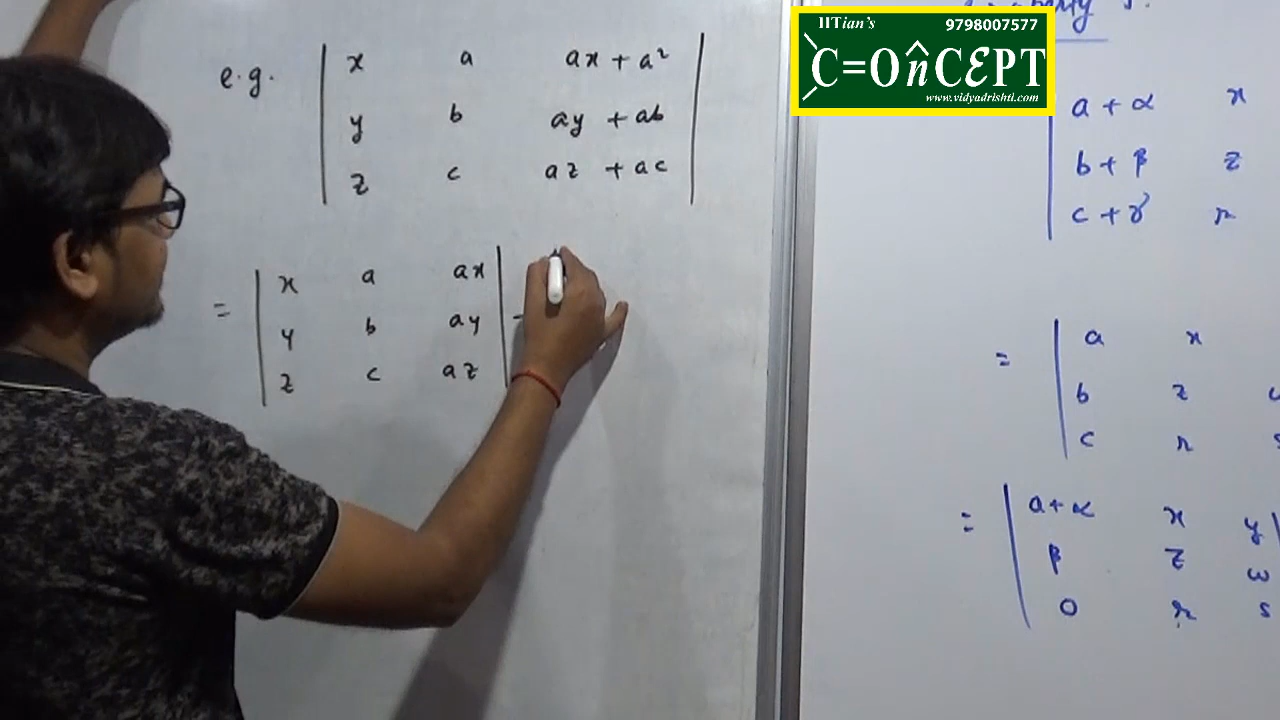 IITian's 9798007577
C=OnCEPT
www.vidyadrishti.com
e.g. | x a ax + a² |
| y b ay + ab |
| z c az + ac |
= | x a ax | 
| y b ay |
| z c az |
a + α x
b + β z
c + γ r
= | a x
b z
c r s
= | a+α x y |
β z w
0 r s